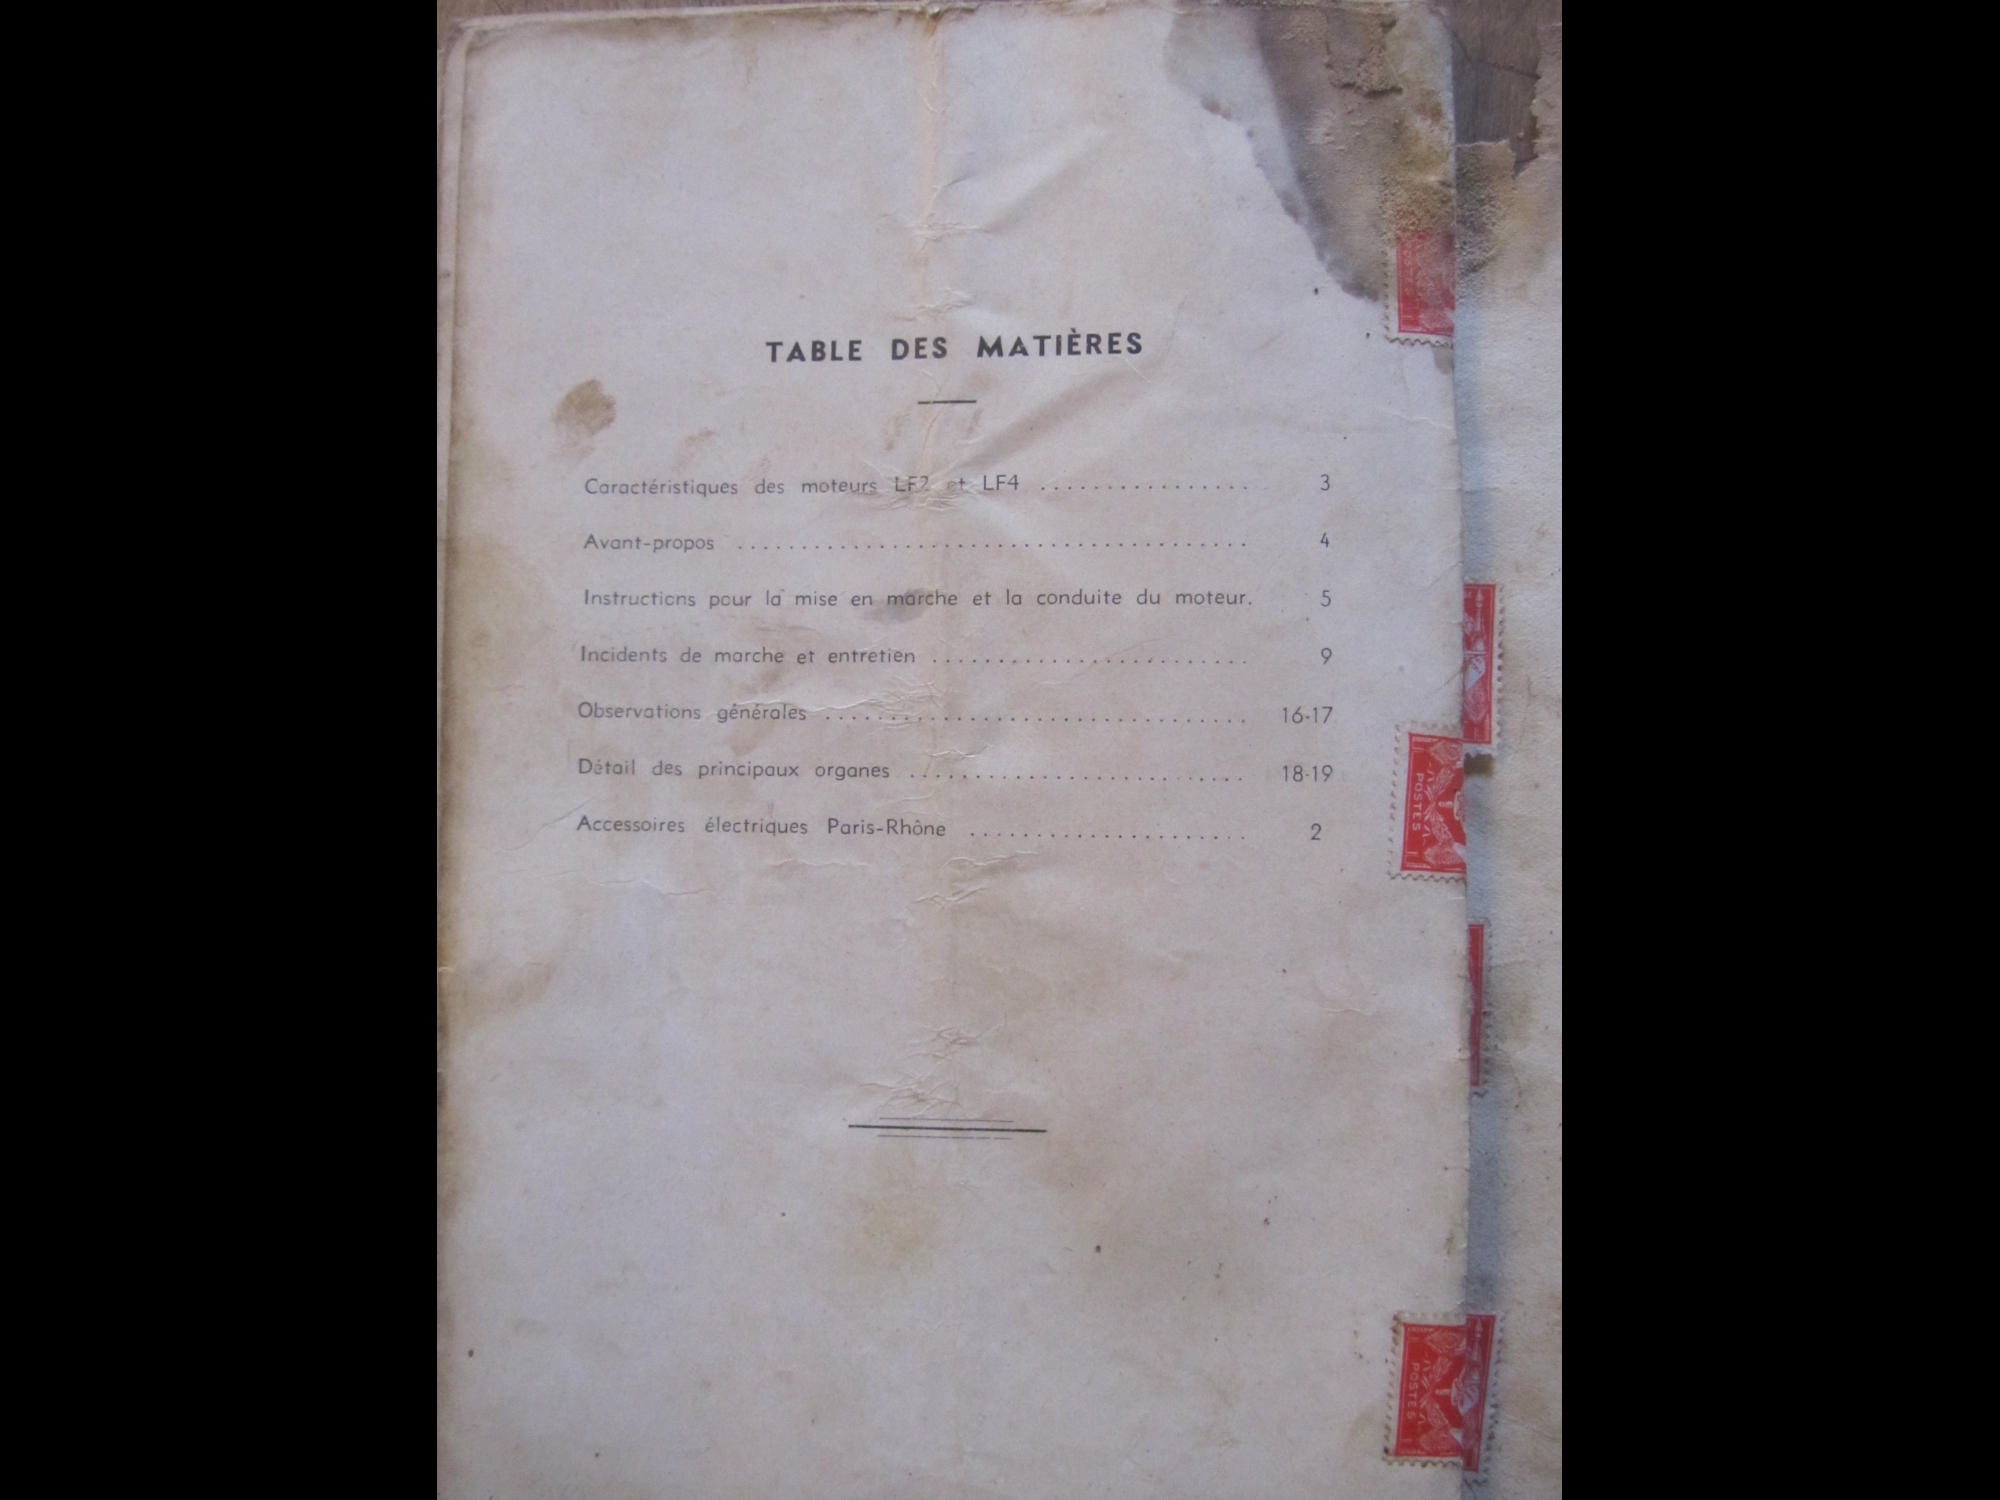 TABLE DES MATIÈRES
Caractéristiques des moteurs LF2 et LF4 ................. 3
Avant-propos ........................................ 4
Instructions pour la mise en marche et la conduite du moteur. 5
Incidents de marche et entretien ......................... 9
Observations générales ................................. 16-17
Détail des principaux organes .......................... 18-19
Accessoires électriques Paris-Rhône ...................... 2
POSTES
POSTES